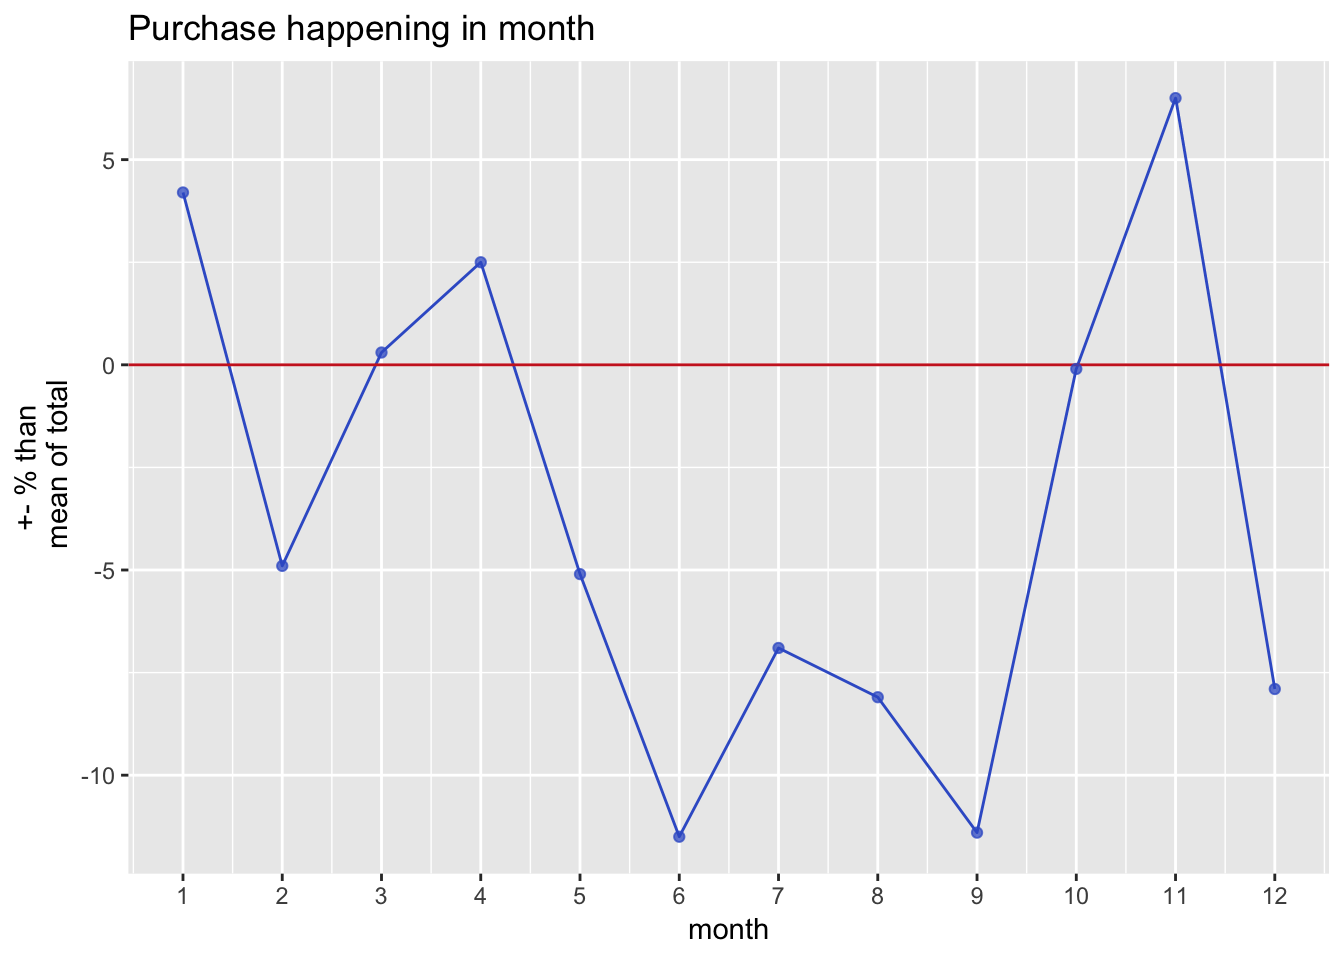 Purchase happening in month
+- % than
mean of total
5
0
-5
-10
1 2 3 4 5 6 7 8 9 10 11 12
month